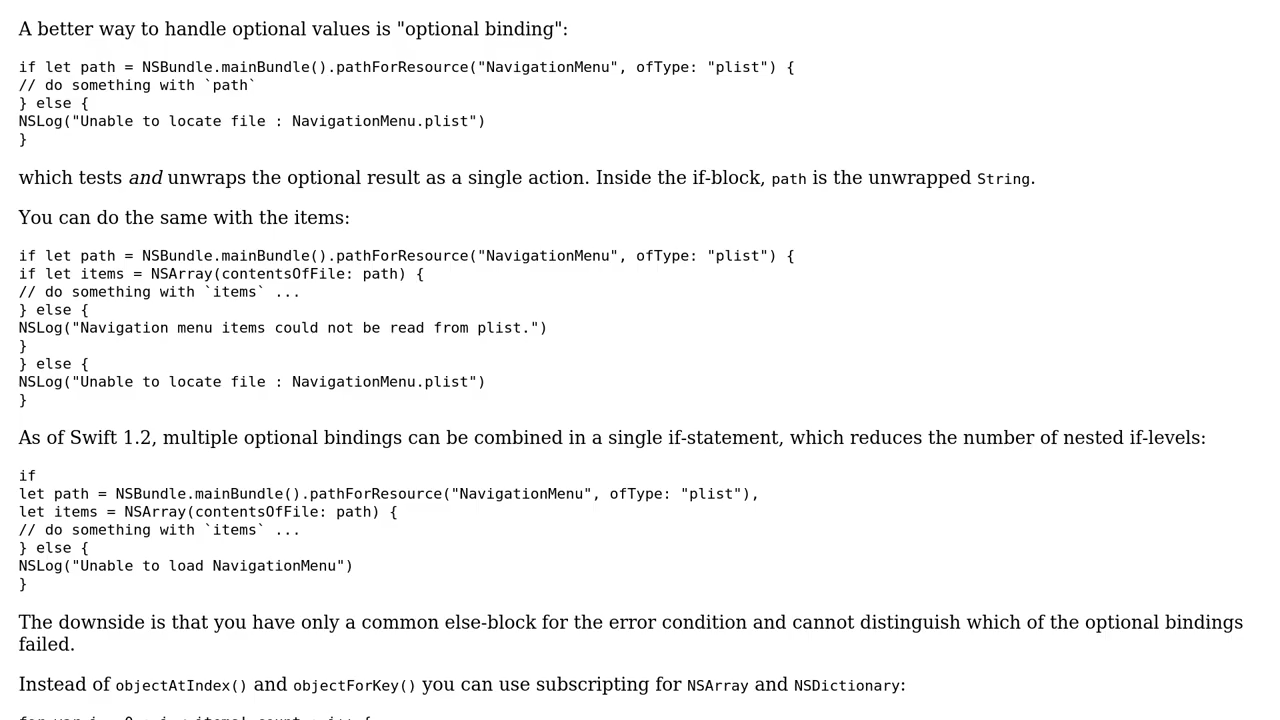 A better way to handle optional values is "optional binding":
if let path = NSBundle.mainBundle().pathForResource("NavigationMenu", ofType: "plist") {
// do something with `path`
} else {
NSLog("Unable to locate file : NavigationMenu.plist")
}
which tests and unwraps the optional result as a single action. Inside the if-block, path is the unwrapped String.
You can do the same with the items:
if let path = NSBundle.mainBundle().pathForResource("NavigationMenu", ofType: "plist") {
if let items = NSArray(contentsOfFile: path) {
// do something with `items` ...
} else {
NSLog("Navigation menu items could not be read from plist.")
}
} else {
NSLog("Unable to locate file : NavigationMenu.plist")
}
As of Swift 1.2, multiple optional bindings can be combined in a single if-statement, which reduces the number of nested if-levels:
if
let path = NSBundle.mainBundle().pathForResource("NavigationMenu", ofType: "plist"),
let items = NSArray(contentsOfFile: path) {
// do something with `items` ...
} else {
NSLog("Unable to load NavigationMenu")
}
The downside is that you have only a common else-block for the error condition and cannot distinguish which of the optional bindings
failed.
Instead of objectAtIndex() and objectForKey() you can use subscripting for NSArray and NSDictionary: